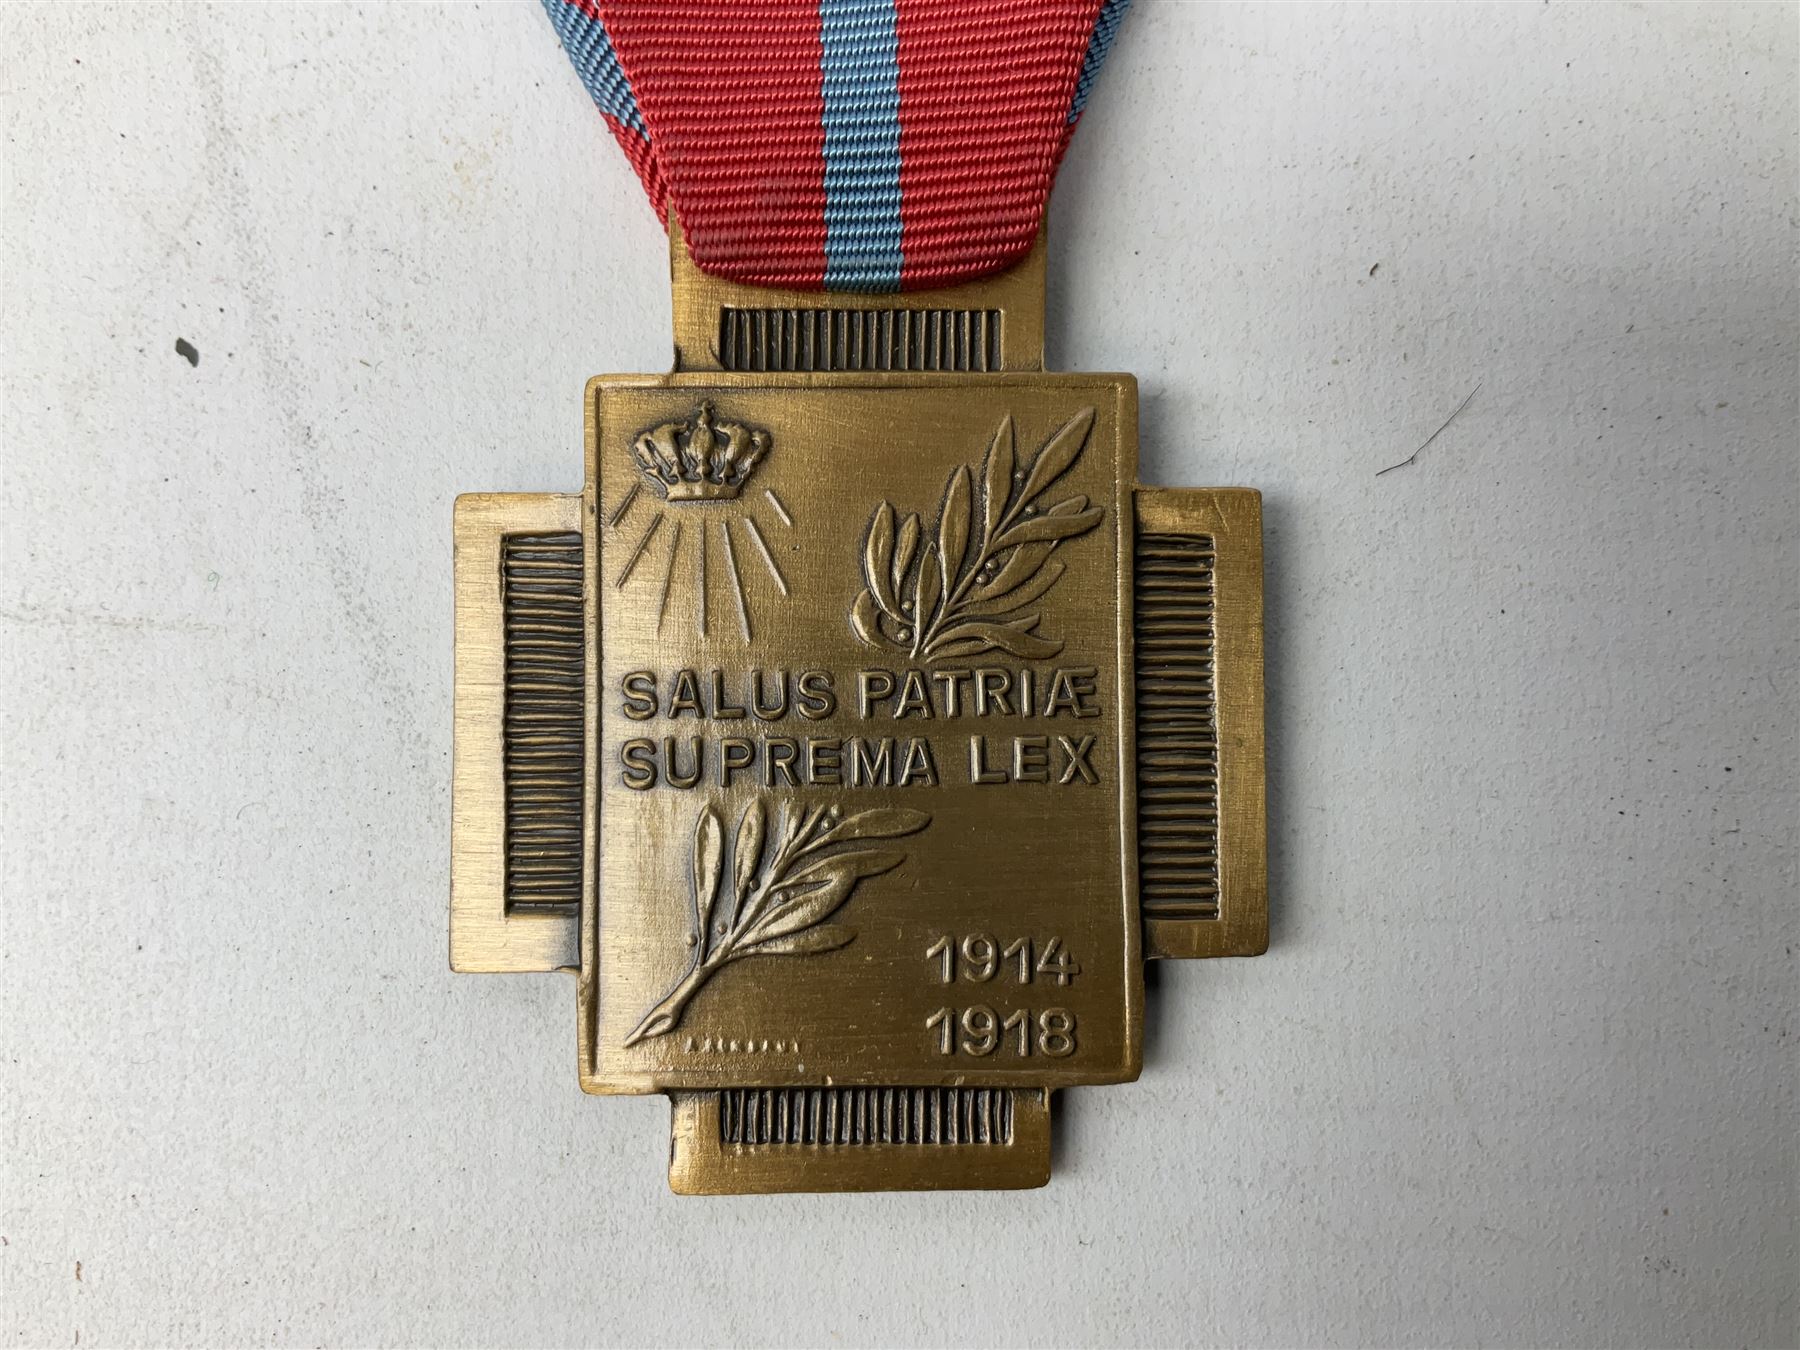 SALUS PATRIÆ
SUPREMA LEX
1914
1918